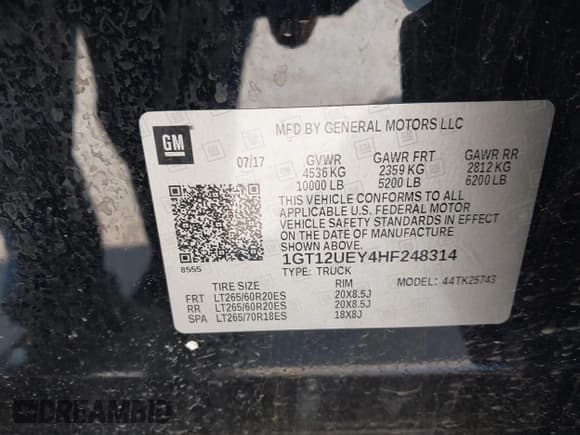 GM
MFD BY GENERAL MOTORS LLC
07/17 GVWR GAWR FRT GAWR RR
4536 KG 2359 KG 2812 KG
10000 LB 5200 LB 6200 LB
THIS VEHICLE CONFORMS TO ALL
APPLICABLE U.S. FEDERAL MOTOR
VEHICLE SAFETY STANDARDS IN EFFECT
ON THE DATE OF MANUFACTURE
SHOWN ABOVE.
8555
1GT12UEY4HF248314
TYPE: TRUCK MODEL: 44TK25743
TIRE SIZE RIM
FRT LT265/60R20ES 20X8.5J
RR LT265/60R20ES 20X8.5J
SPA LT265/70R18ES 18X8J
DREAMBID